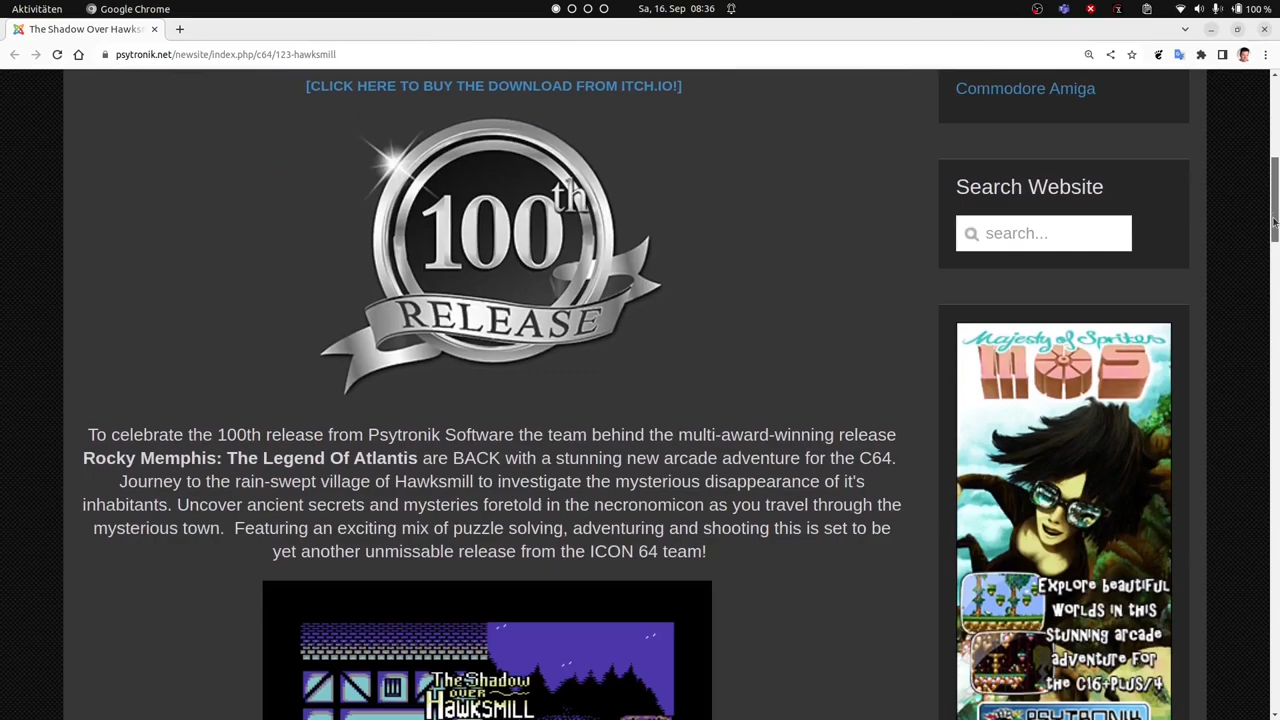 Aktivitäten
Google Chrome
Sa, 16. Sep 08:36
100 %
The Shadow Over Hawks
psytronik.net/newsite/index.php/c64/123-hawksmill
[CLICK HERE TO BUY THE DOWNLOAD FROM ITCH.IO!]
100th
RELEASE
To celebrate the 100th release from Psytronik Software the team behind the multi-award-winning release
Rocky Memphis: The Legend Of Atlantis are BACK with a stunning new arcade adventure for the C64.
Journey to the rain-swept village of Hawksmill to investigate the mysterious disappearance of it's
inhabitants. Uncover ancient secrets and mysteries foretold in the necronomicon as you travel through the
mysterious town. Featuring an exciting mix of puzzle solving, adventuring and shooting this is set to be
yet another unmissable release from the ICON 64 team!
The Shadow
over
HAWKSMILL
Commodore Amiga
Search Website
search...
Majesty of Sprites
MOS
Explore beautiful
worlds in this
stunning arcade
adventure for
the C16+PLUS/4
PSYTRONIK